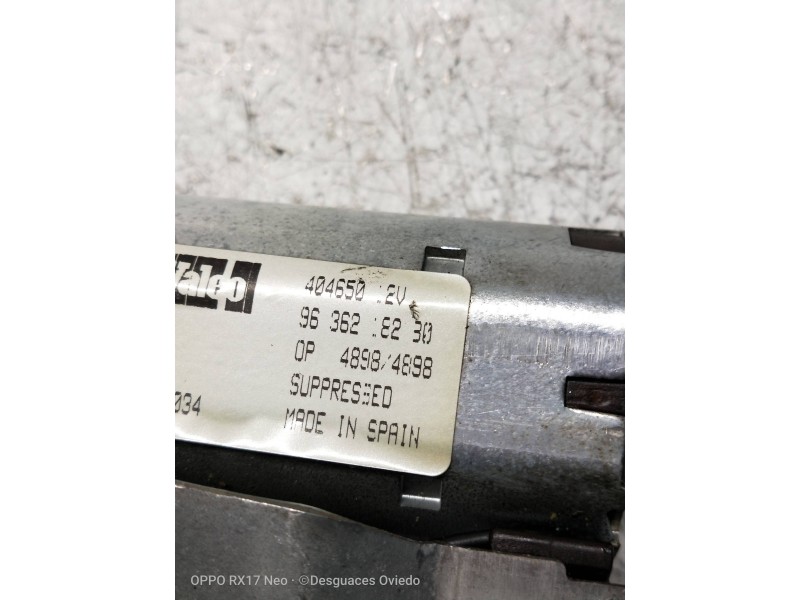 Valeo
404650 12V
96 362 182 30
OP 4898/4898
SUPPRESSED
034 MADE IN SPAIN
OPPO RX17 Neo · ©Desguaces Oviedo